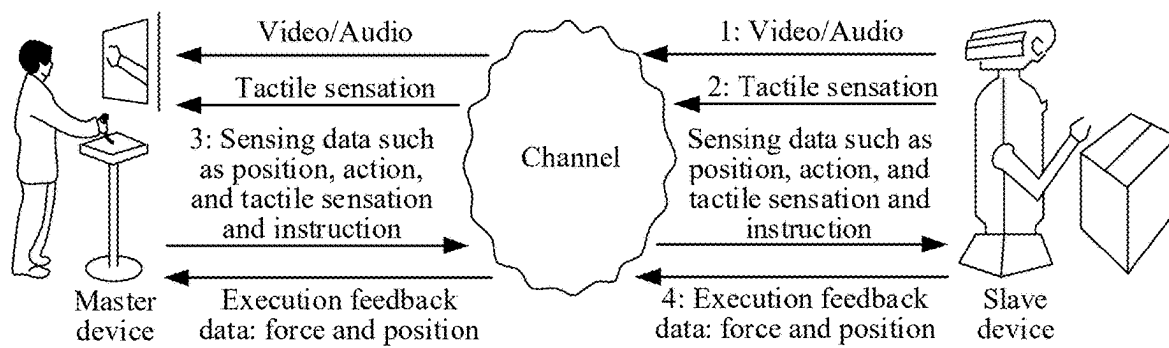 Video/Audio
Tactile sensation
3: Sensing data such
as position, action,
and tactile sensation
and instruction
Execution feedback
data: force and position
Master
device
Channel
1: Video/Audio
2: Tactile sensation
Sensing data such as
position, action, and
tactile sensation and
instruction
4: Execution feedback
data: force and position
Slave
device